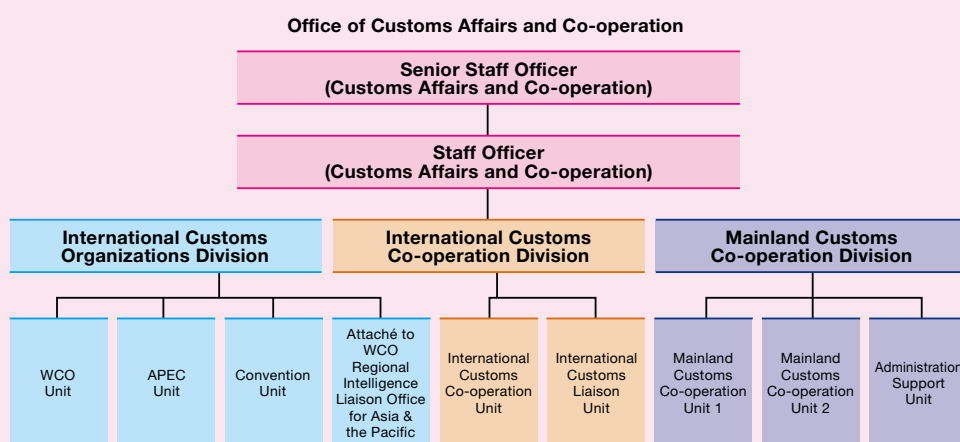 Office of Customs Affairs and Co-operation
Senior Staff Officer
(Customs Affairs and Co-operation)
Staff Officer
(Customs Affairs and Co-operation)
International Customs
Organizations Division
International Customs
Co-operation Division
Mainland Customs
Co-operation Division
WCO
Unit
APEC
Unit
Convention
Unit
Attaché to
WCO
Regional
Intelligence
Liaison Office
for Asia &
the Pacific
International
Customs
Co-operation
Unit
International
Customs
Liaison
Unit
Mainland
Customs
Co-operation
Unit 1
Mainland
Customs
Co-operation
Unit 2
Administration
Support
Unit